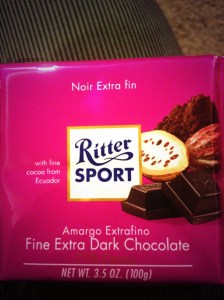 Noir Extra fin
Ritter
SPORT
with fine
cocoa from
Ecuador
Amargo Extrafino
Fine Extra Dark Chocolate
NET WT. 3.5 OZ. (100g)